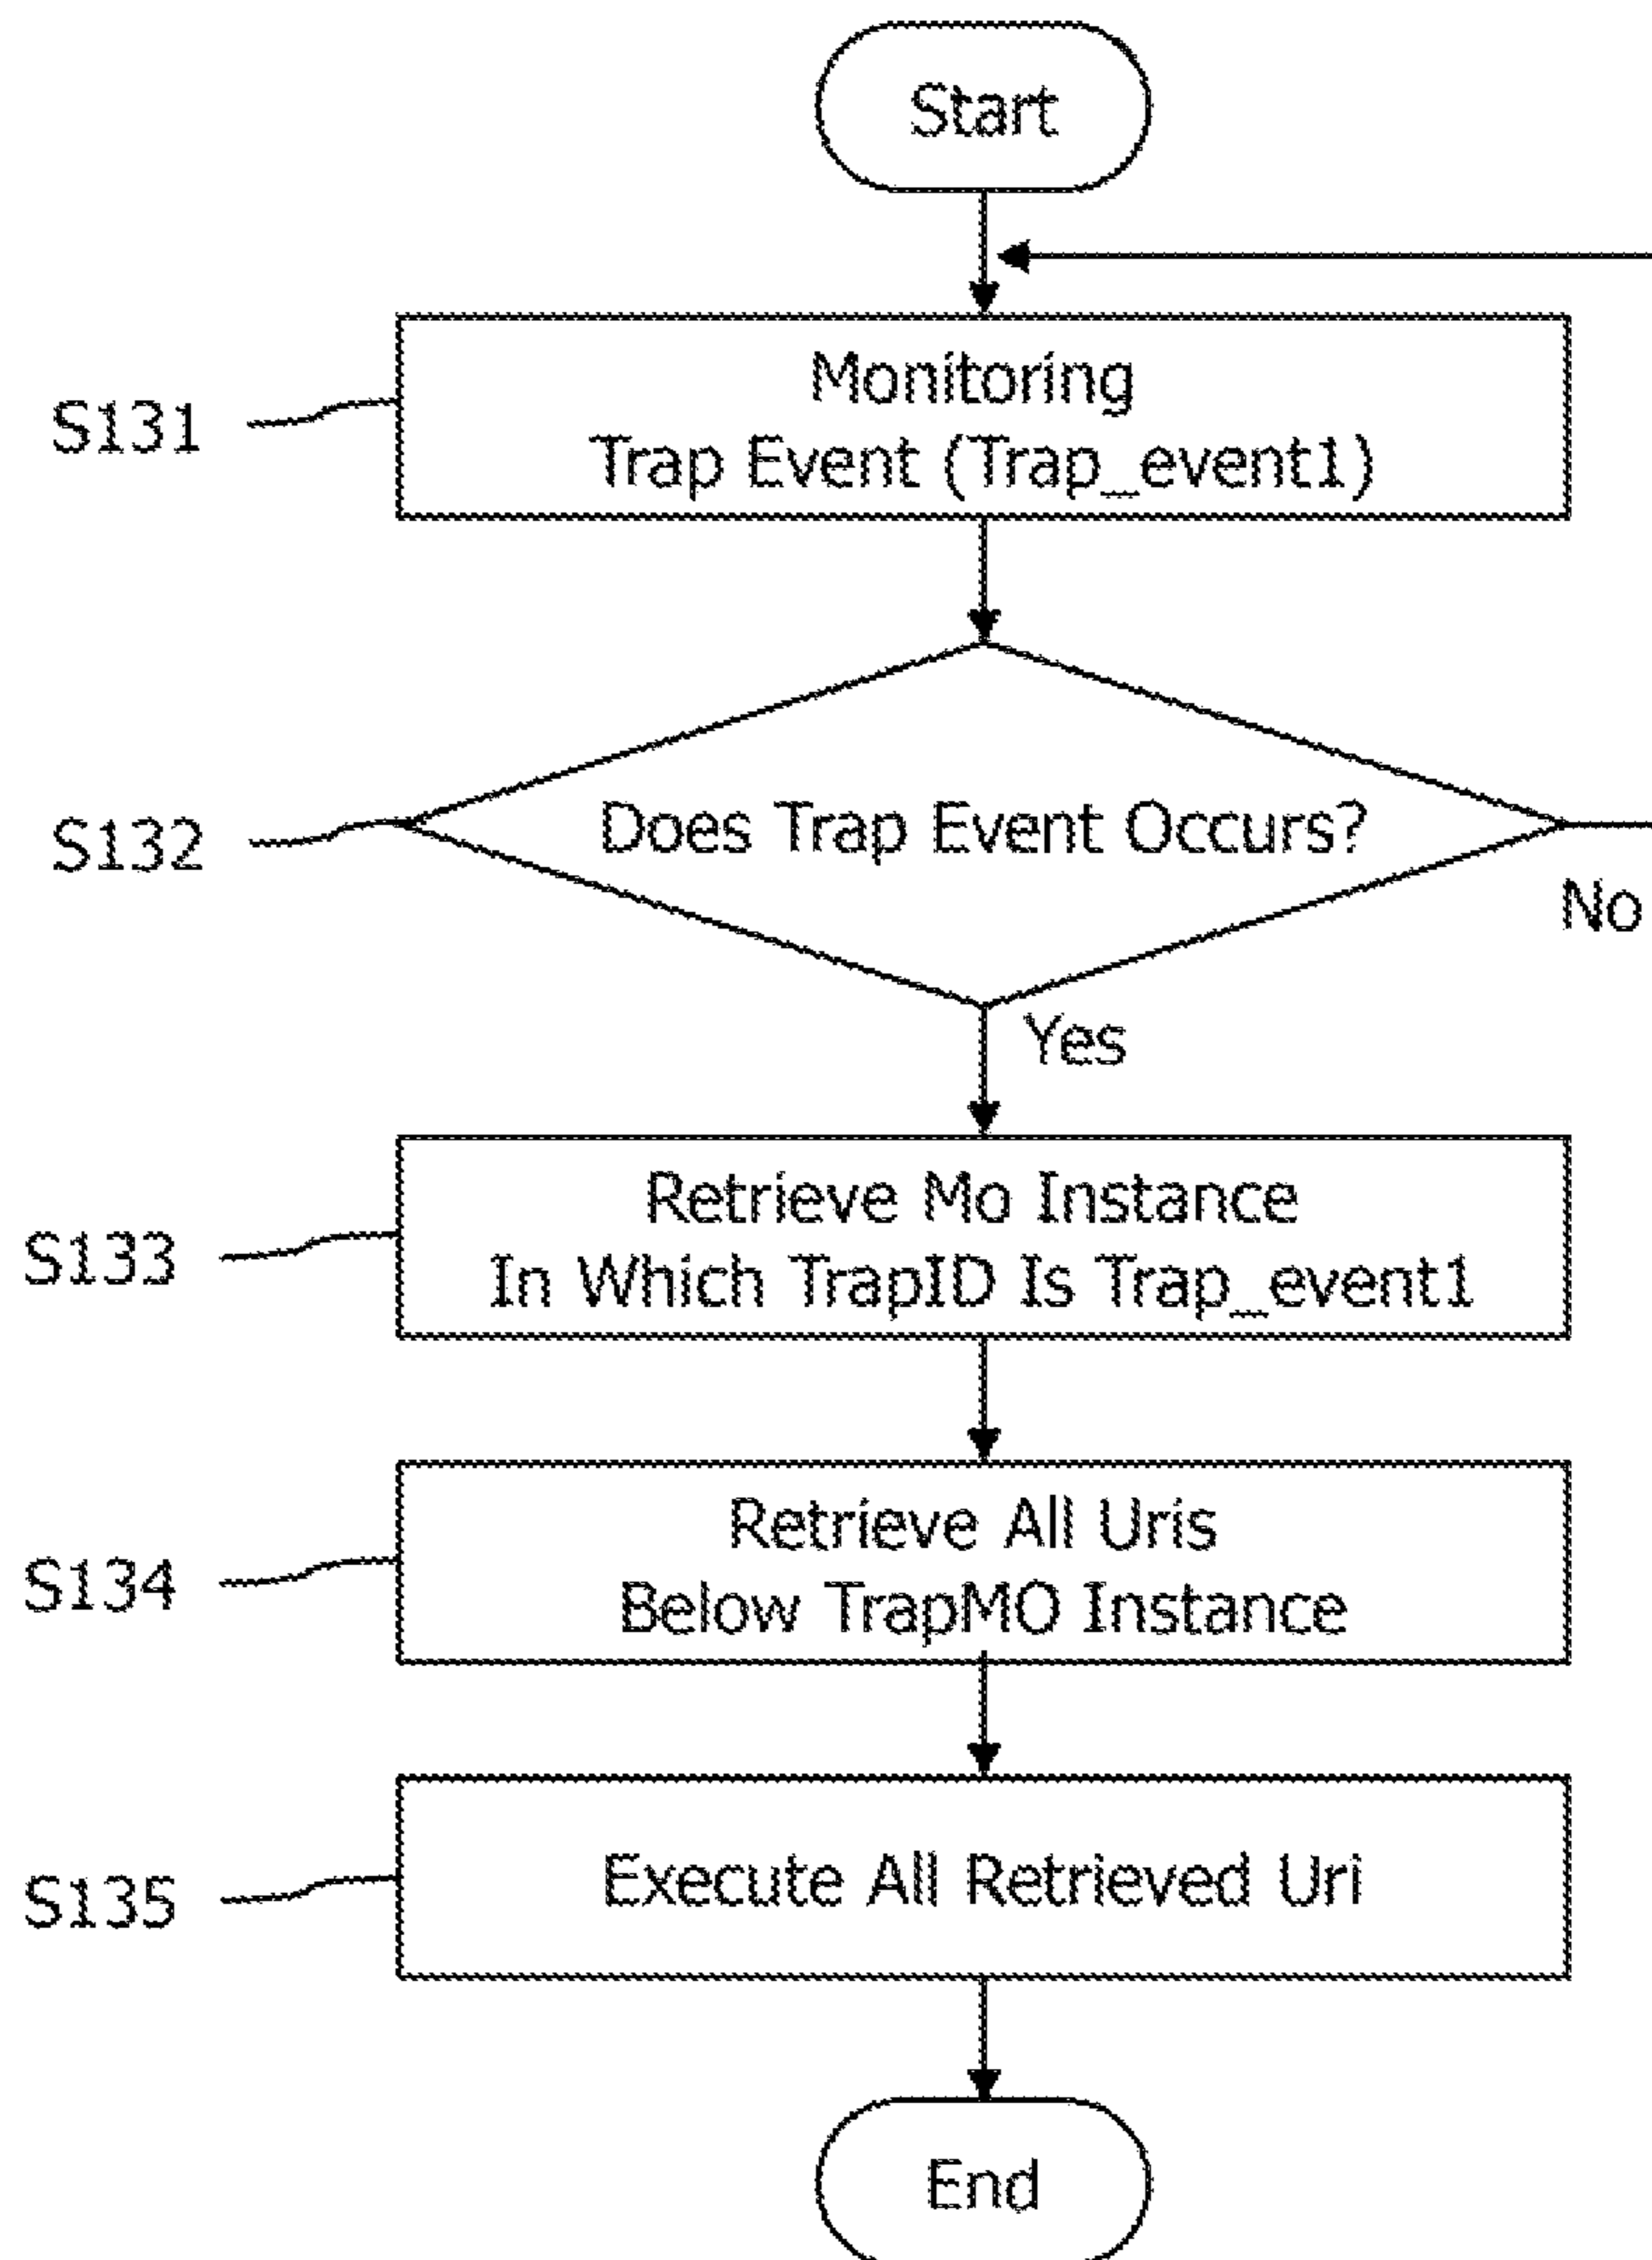 Start
S131
Monitoring
Trap Event (Trap_event1)
S132
Does Trap Event Occurs?
No
Yes
S133
Retrieve Mo Instance
In Which TrapID Is Trap_event1
S134
Retrieve All Uris
Below TrapMO Instance
S135
Execute All Retrieved Uri
End